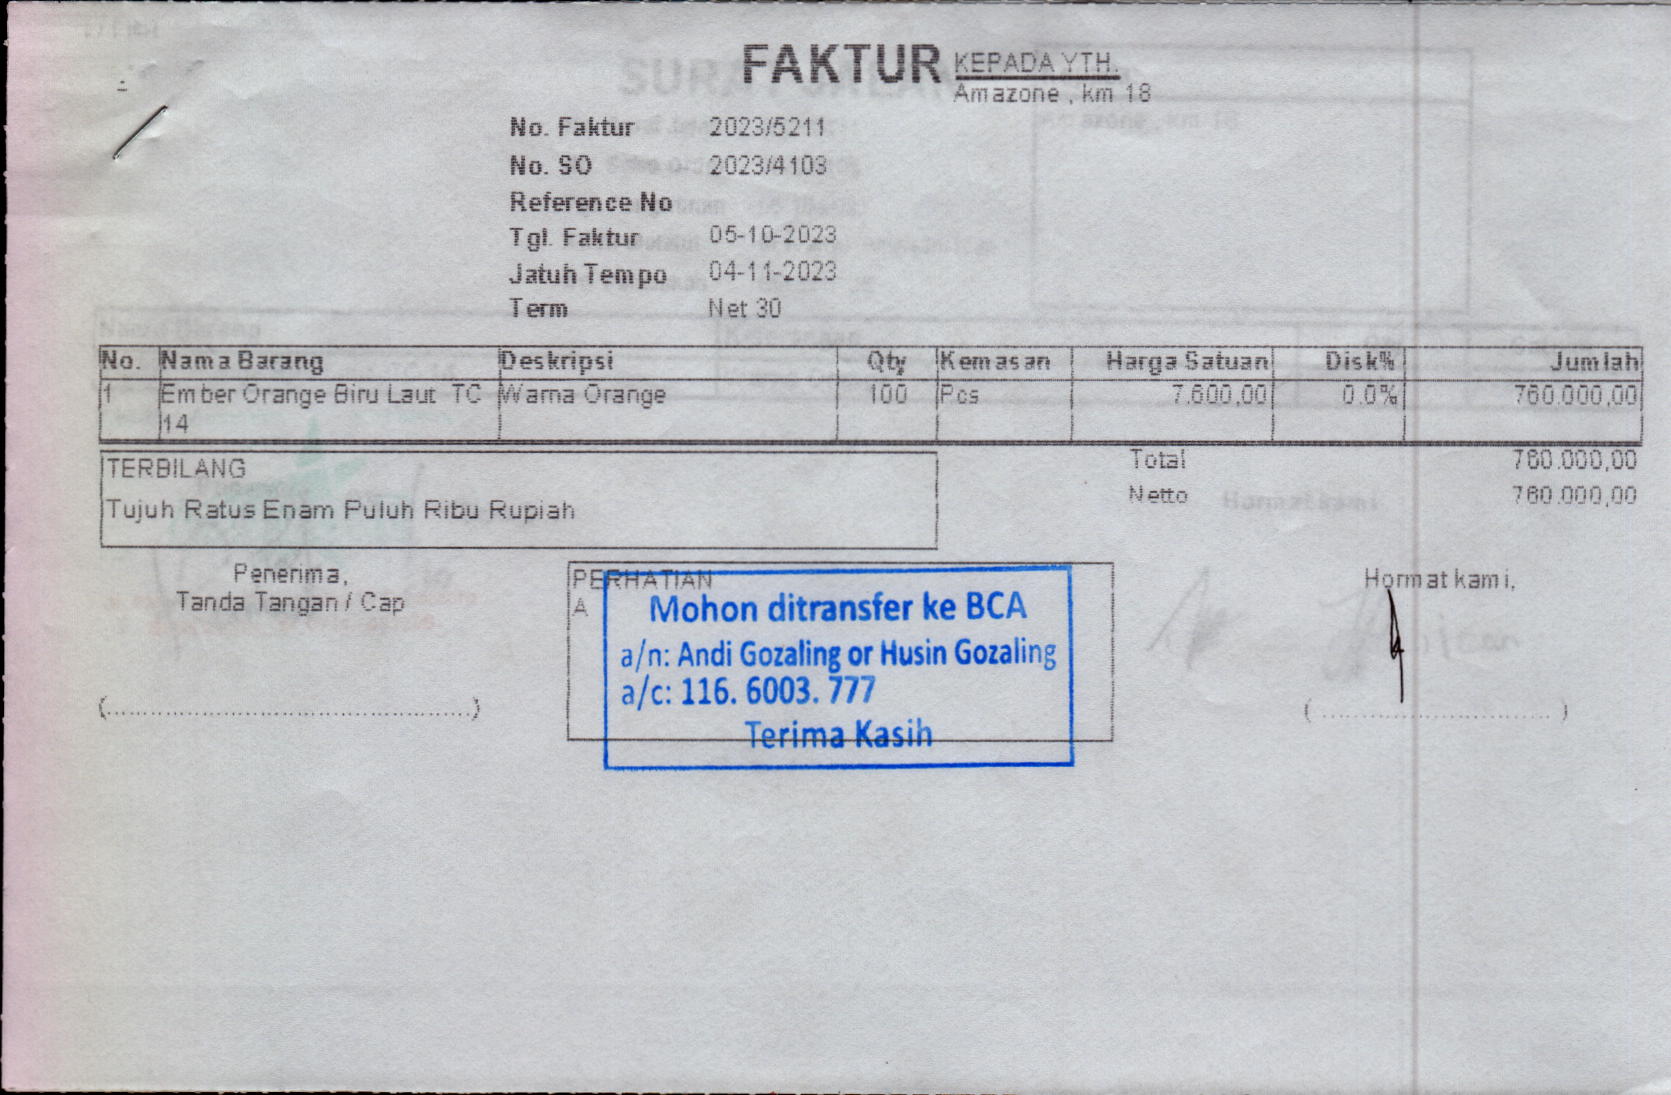 FAKTUR
KEPADA YTH.
Amazone , km 18
No. Faktur 2023/5211
No. SO 2023/4103
Reference No
Tgl. Faktur 05-10-2023
Jatuh Tempo 04-11-2023
Term Net 30
No. Nama Barang Deskripsi Qty Kemasan Harga Satuan Disk% Jumlah
1 Ember Orange Biru Laut TC Warna Orange 100 Pcs 7.600,00 0.0% 760.000,00
14
TERBILANG
Tujuh Ratus Enam Puluh Ribu Rupiah
Total 760.000,00
Netto 760.000,00
Penerima,
Tanda Tangan / Cap
(..............................................)
PERHATIAN
A
Mohon ditransfer ke BCA
a/n: Andi Gozaling or Husin Gozaling
a/c: 116. 6003. 777
Terima Kasih
Hormat kami,
( .............................. )